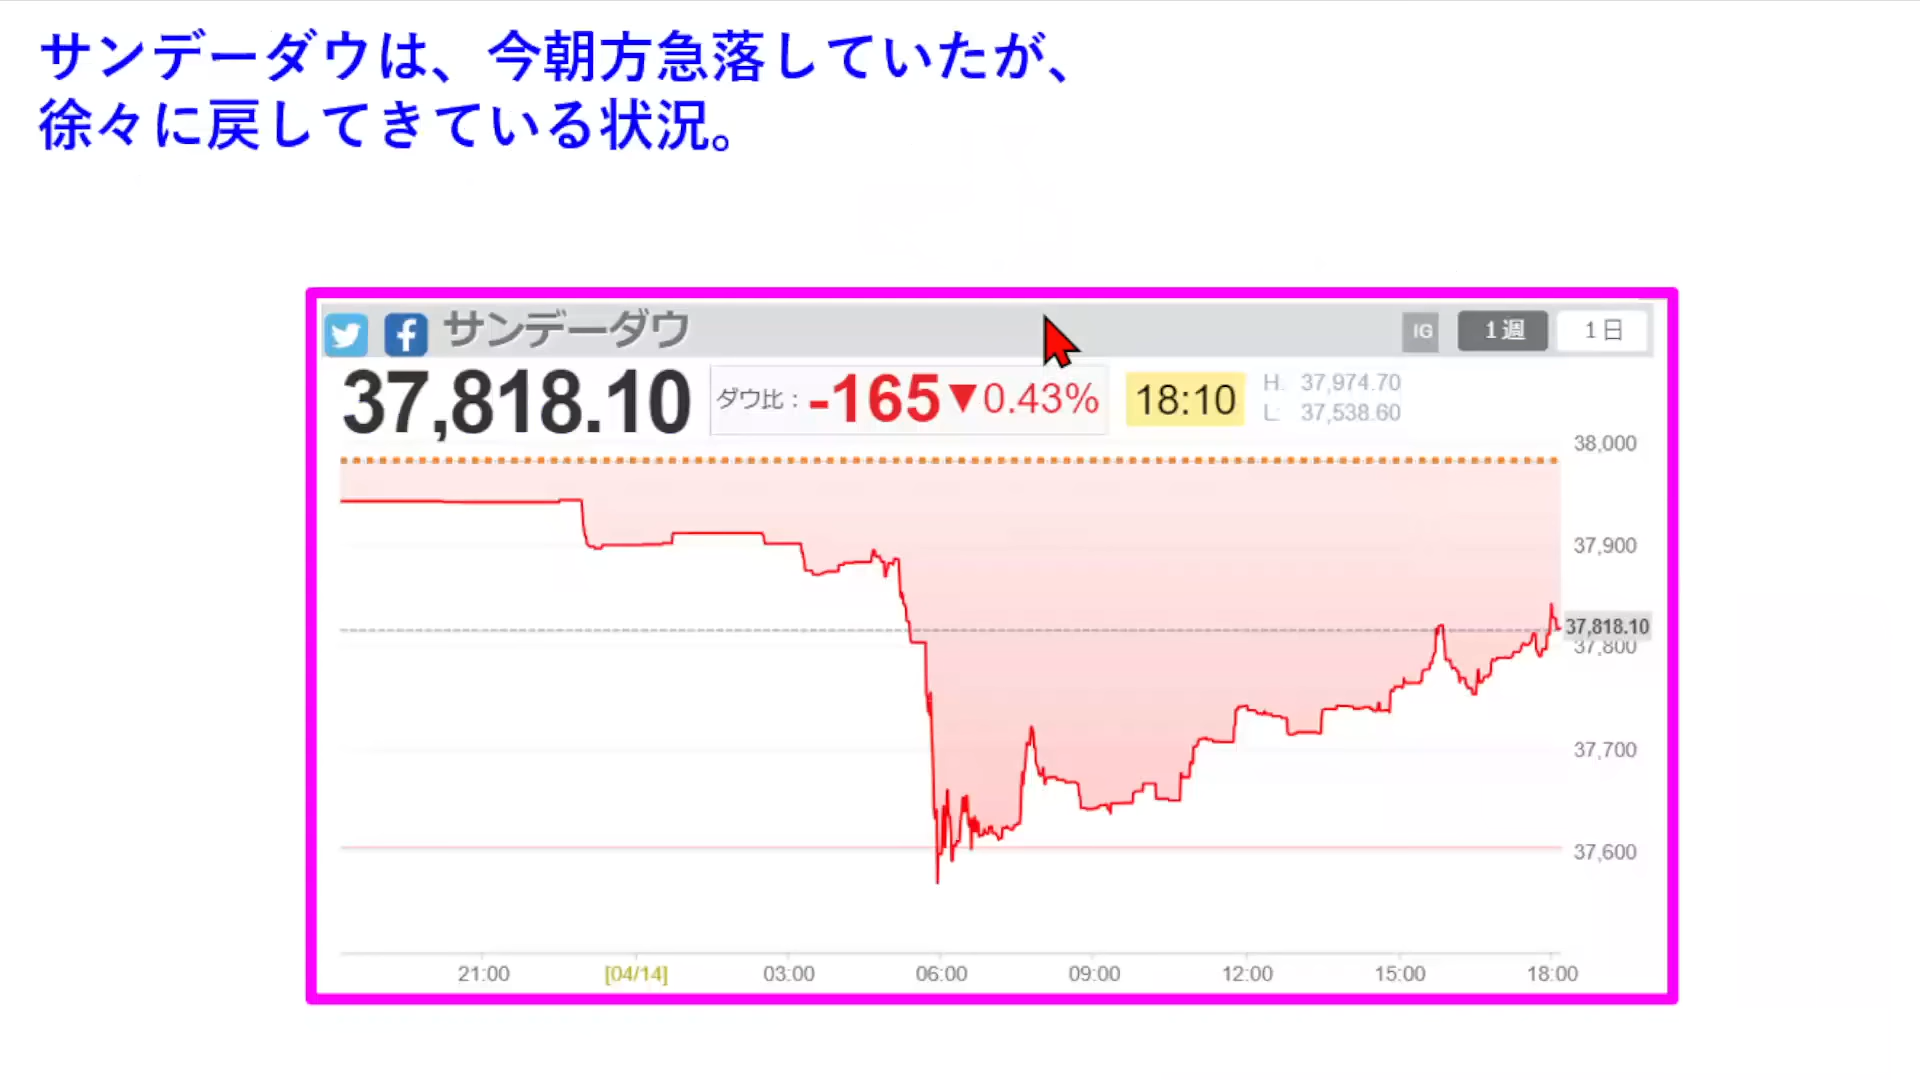 サンデーダウは、今朝方急落していたが、
徐々に戻してきている状況。
サンデーダウ
IG
1週
1日
37,818.10
ダウ比：-165▼0.43%
18:10
H: 37,974.70
L: 37,538.60
38,000
37,900
37,818.10
37,800
37,700
37,600
21:00
[04/14]
03:00
06:00
09:00
12:00
15:00
18:00